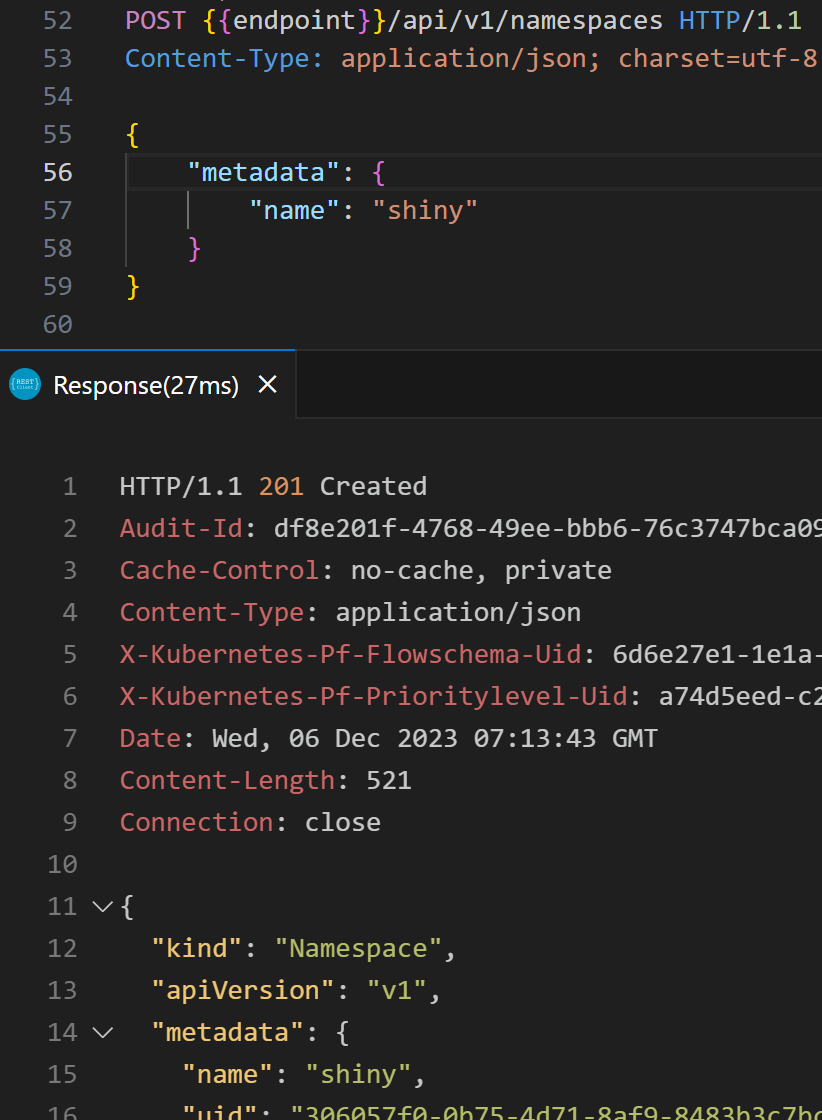 52 POST {{endpoint}}/api/v1/namespaces HTTP/1.1
53 Content-Type: application/json; charset=utf-8
54
55 {
56 "metadata": {
57 "name": "shiny"
58 }
59 }
60
{REST} Client Response(27ms) ×
1 HTTP/1.1 201 Created
2 Audit-Id: df8e201f-4768-49ee-bbb6-76c3747bca09
3 Cache-Control: no-cache, private
4 Content-Type: application/json
5 X-Kubernetes-Pf-Flowschema-Uid: 6d6e27e1-1e1a-
6 X-Kubernetes-Pf-Prioritylevel-Uid: a74d5eed-c2
7 Date: Wed, 06 Dec 2023 07:13:43 GMT
8 Content-Length: 521
9 Connection: close
10
11 {
12 "kind": "Namespace",
13 "apiVersion": "v1",
14 "metadata": {
15 "name": "shiny",
16 "uid": "306057f0-0b75-4d71-8af9-8483b3c7b